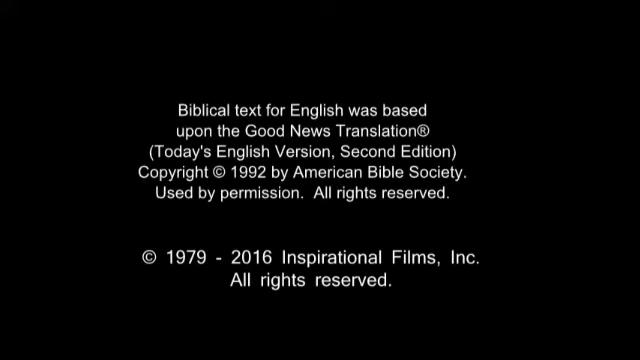 Biblical text for English was based
upon the Good News Translation®
(Today's English Version, Second Edition)
Copyright © 1992 by American Bible Society.
Used by permission.  All rights reserved.
© 1979 - 2016 Inspirational Films, Inc.
All rights reserved.